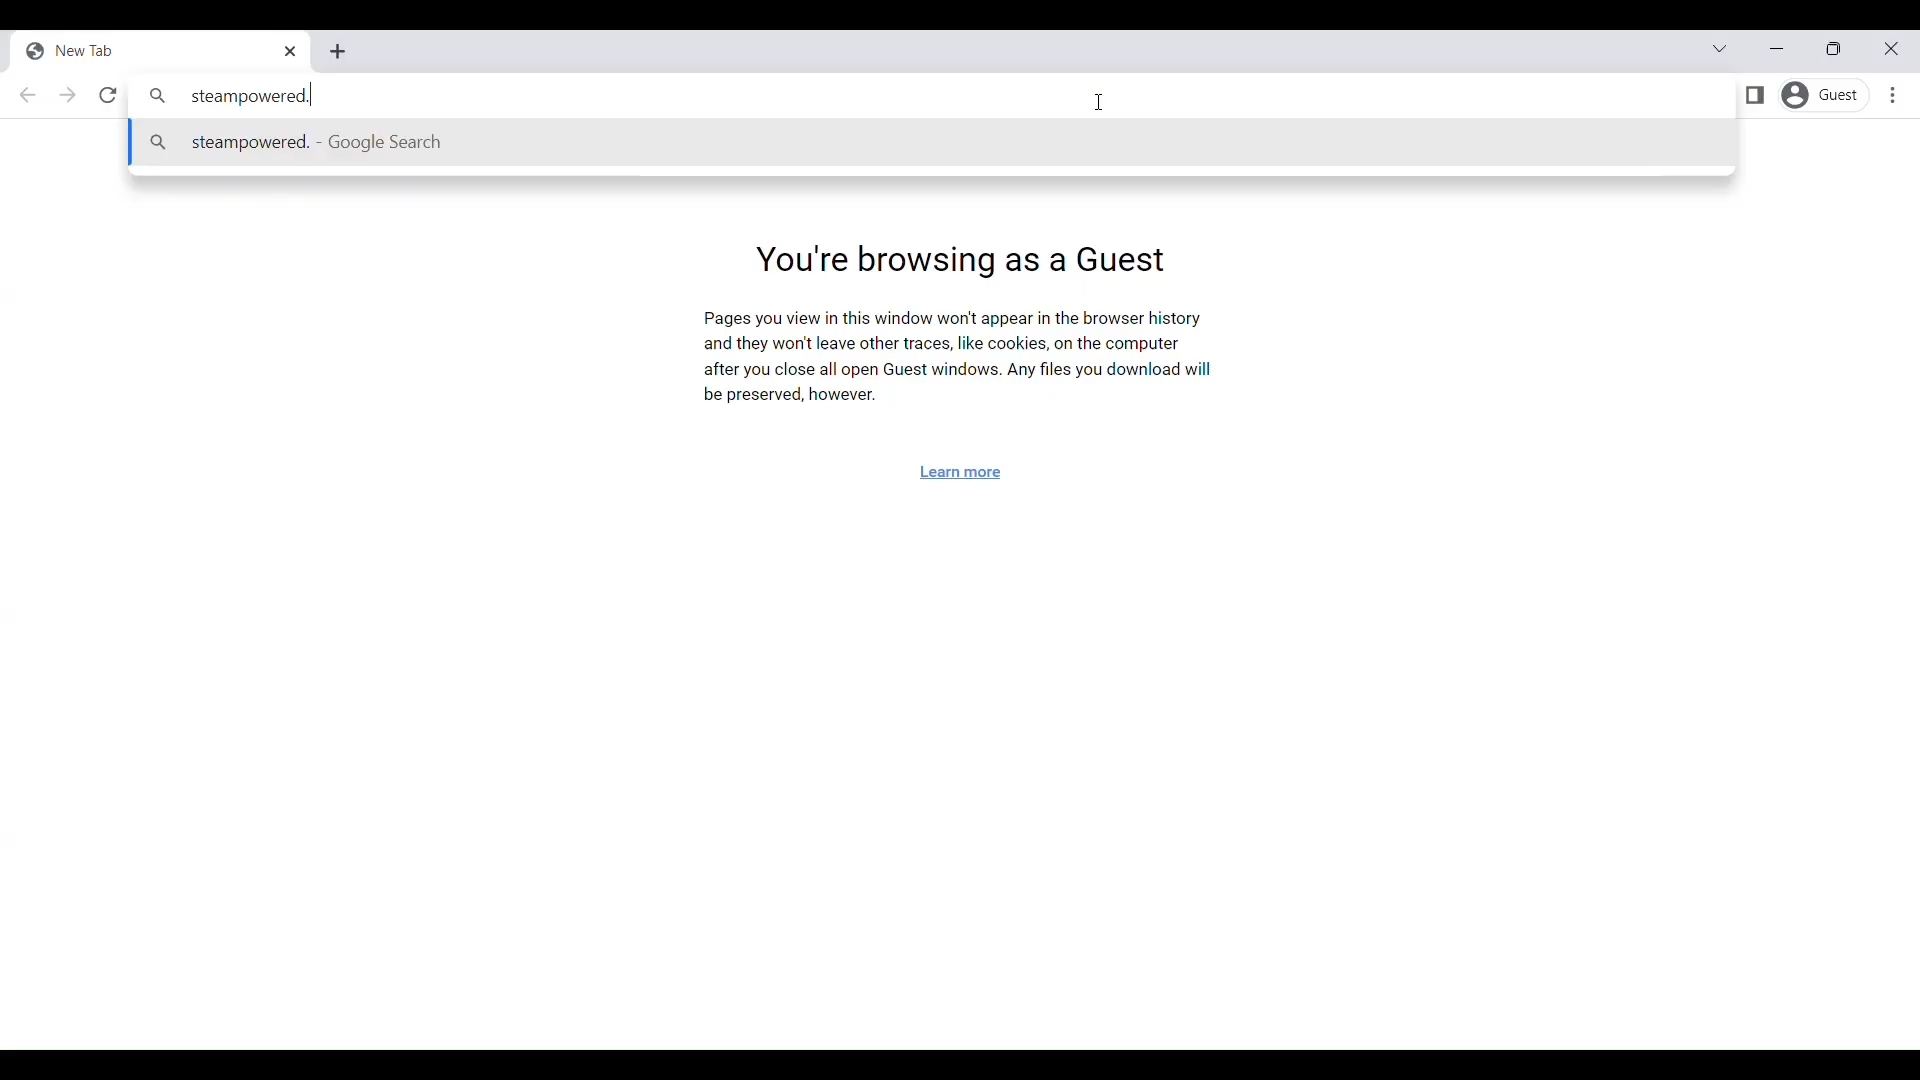 New Tab
steampowered.
Guest
steampowered. - Google Search
You're browsing as a Guest
Pages you view in this window won't appear in the browser history
and they won't leave other traces, like cookies, on the computer
after you close all open Guest windows. Any files you download will
be preserved, however.
Learn more